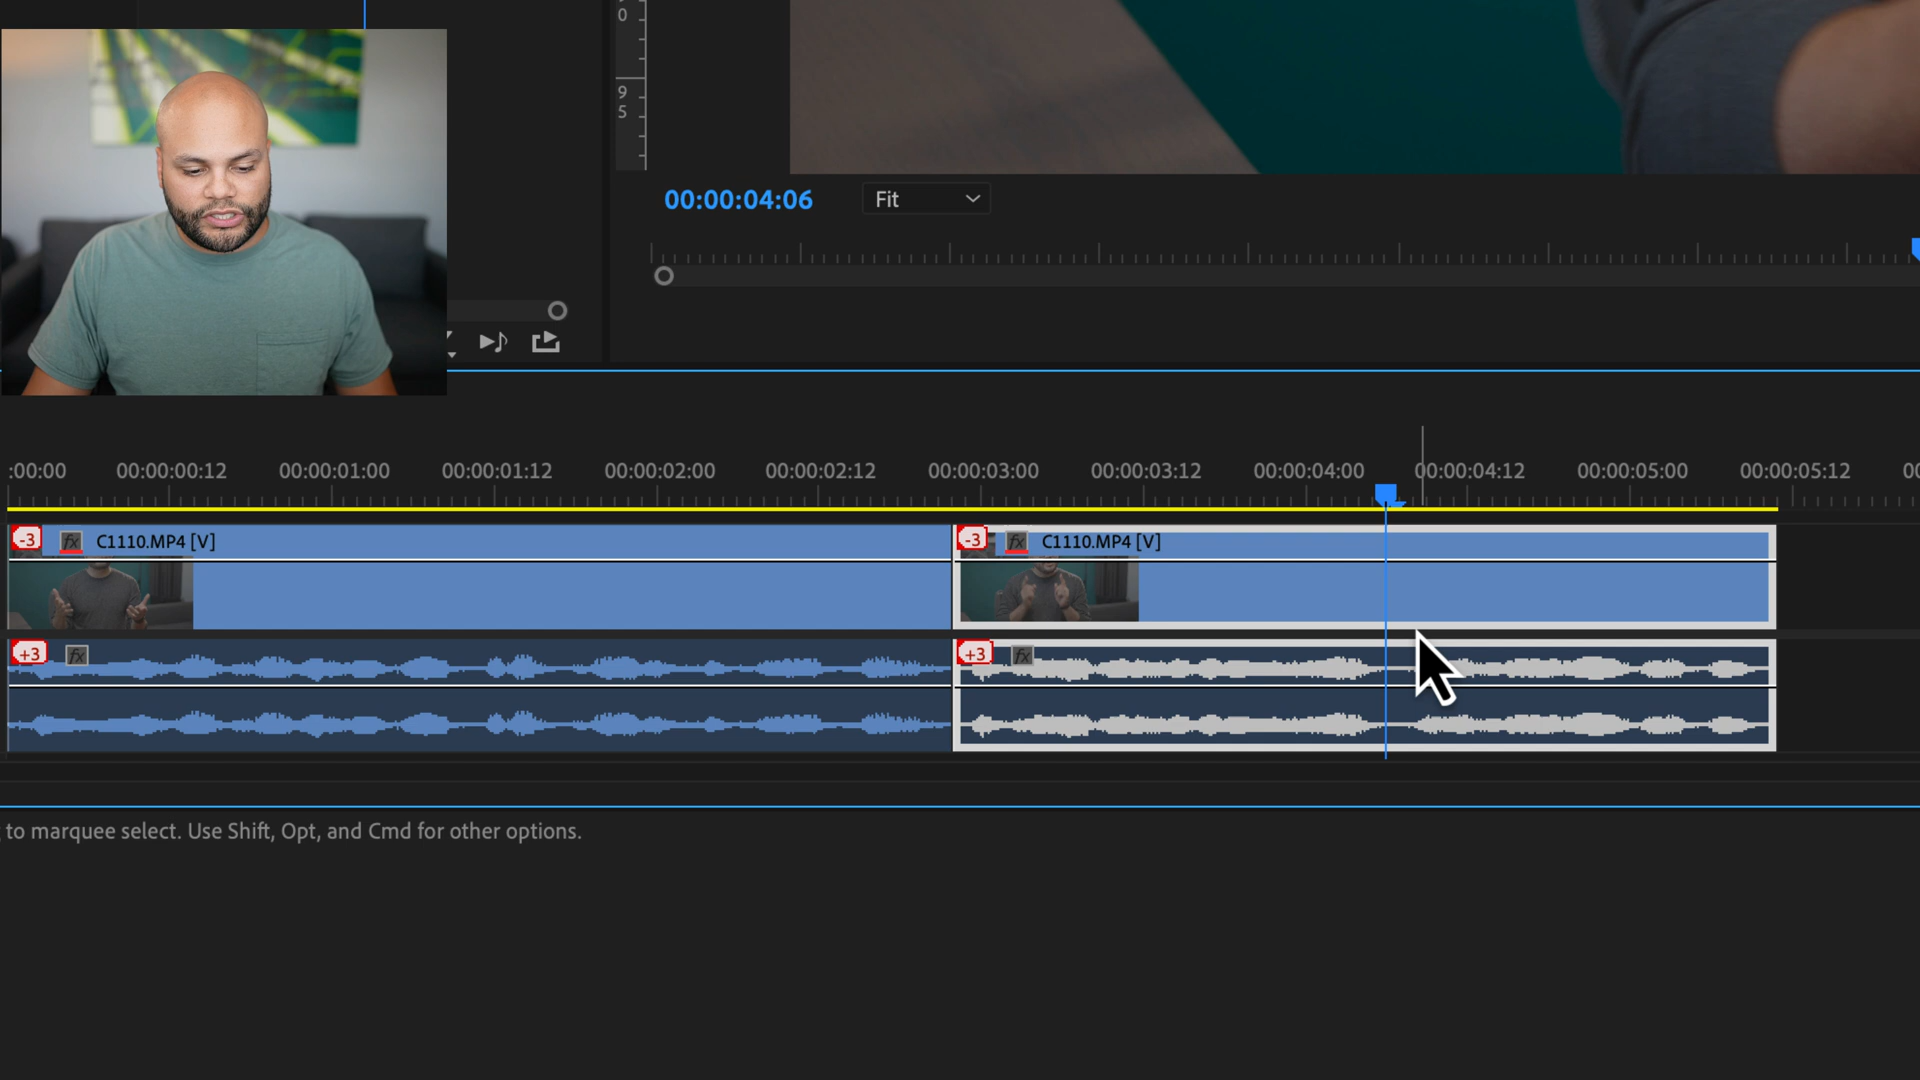 0
9
5
00:00:04:06
Fit
:00:00 00:00:00:12 00:00:01:00 00:00:01:12 00:00:02:00 00:00:02:12 00:00:03:00 00:00:03:12 00:00:04:00 00:00:04:12 00:00:05:00 00:00:05:12 00
-3 fx C1110.MP4 [V] -3 fx C1110.MP4 [V]
+3 fx +3 fx
to marquee select. Use Shift, Opt, and Cmd for other options.